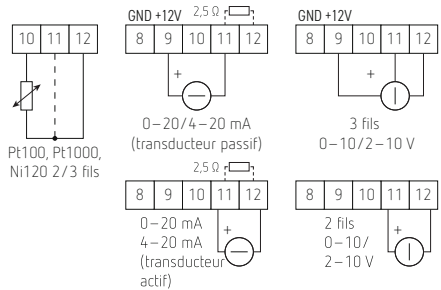 GND +12V
2,5 Ω
GND +12V
10 11 12
8 9 10 11 12
8 9 10 11 12
+
+
0–20/4–20 mA
(transducteur passif)
3 fils
0–10/2–10 V
Pt100, Pt1000,
Ni120 2/3 fils
2,5 Ω
8 9 10 11 12
8 9 10 11 12
0–20 mA
4–20 mA
(transducteur
actif)
+
2 fils
0–10/
2–10 V
+